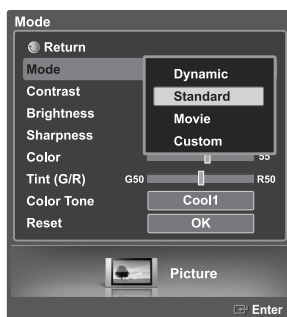 Mode
Return
Mode
Dynamic
Standard
Movie
Custom
Contrast
Brightness
Sharpness
Color 55
Tint (G/R) G50 R50
Color Tone Cool1
Reset OK
Picture
Enter